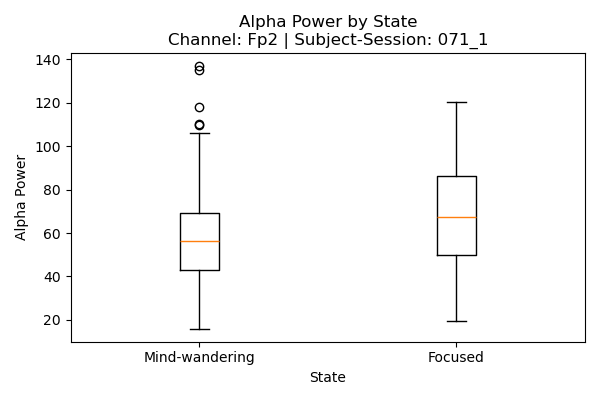 Alpha Power by State
Channel: Fp2 | Subject-Session: 071_1
140
120
100
80
60
40
20
Alpha Power
Mind-wandering
Focused
State